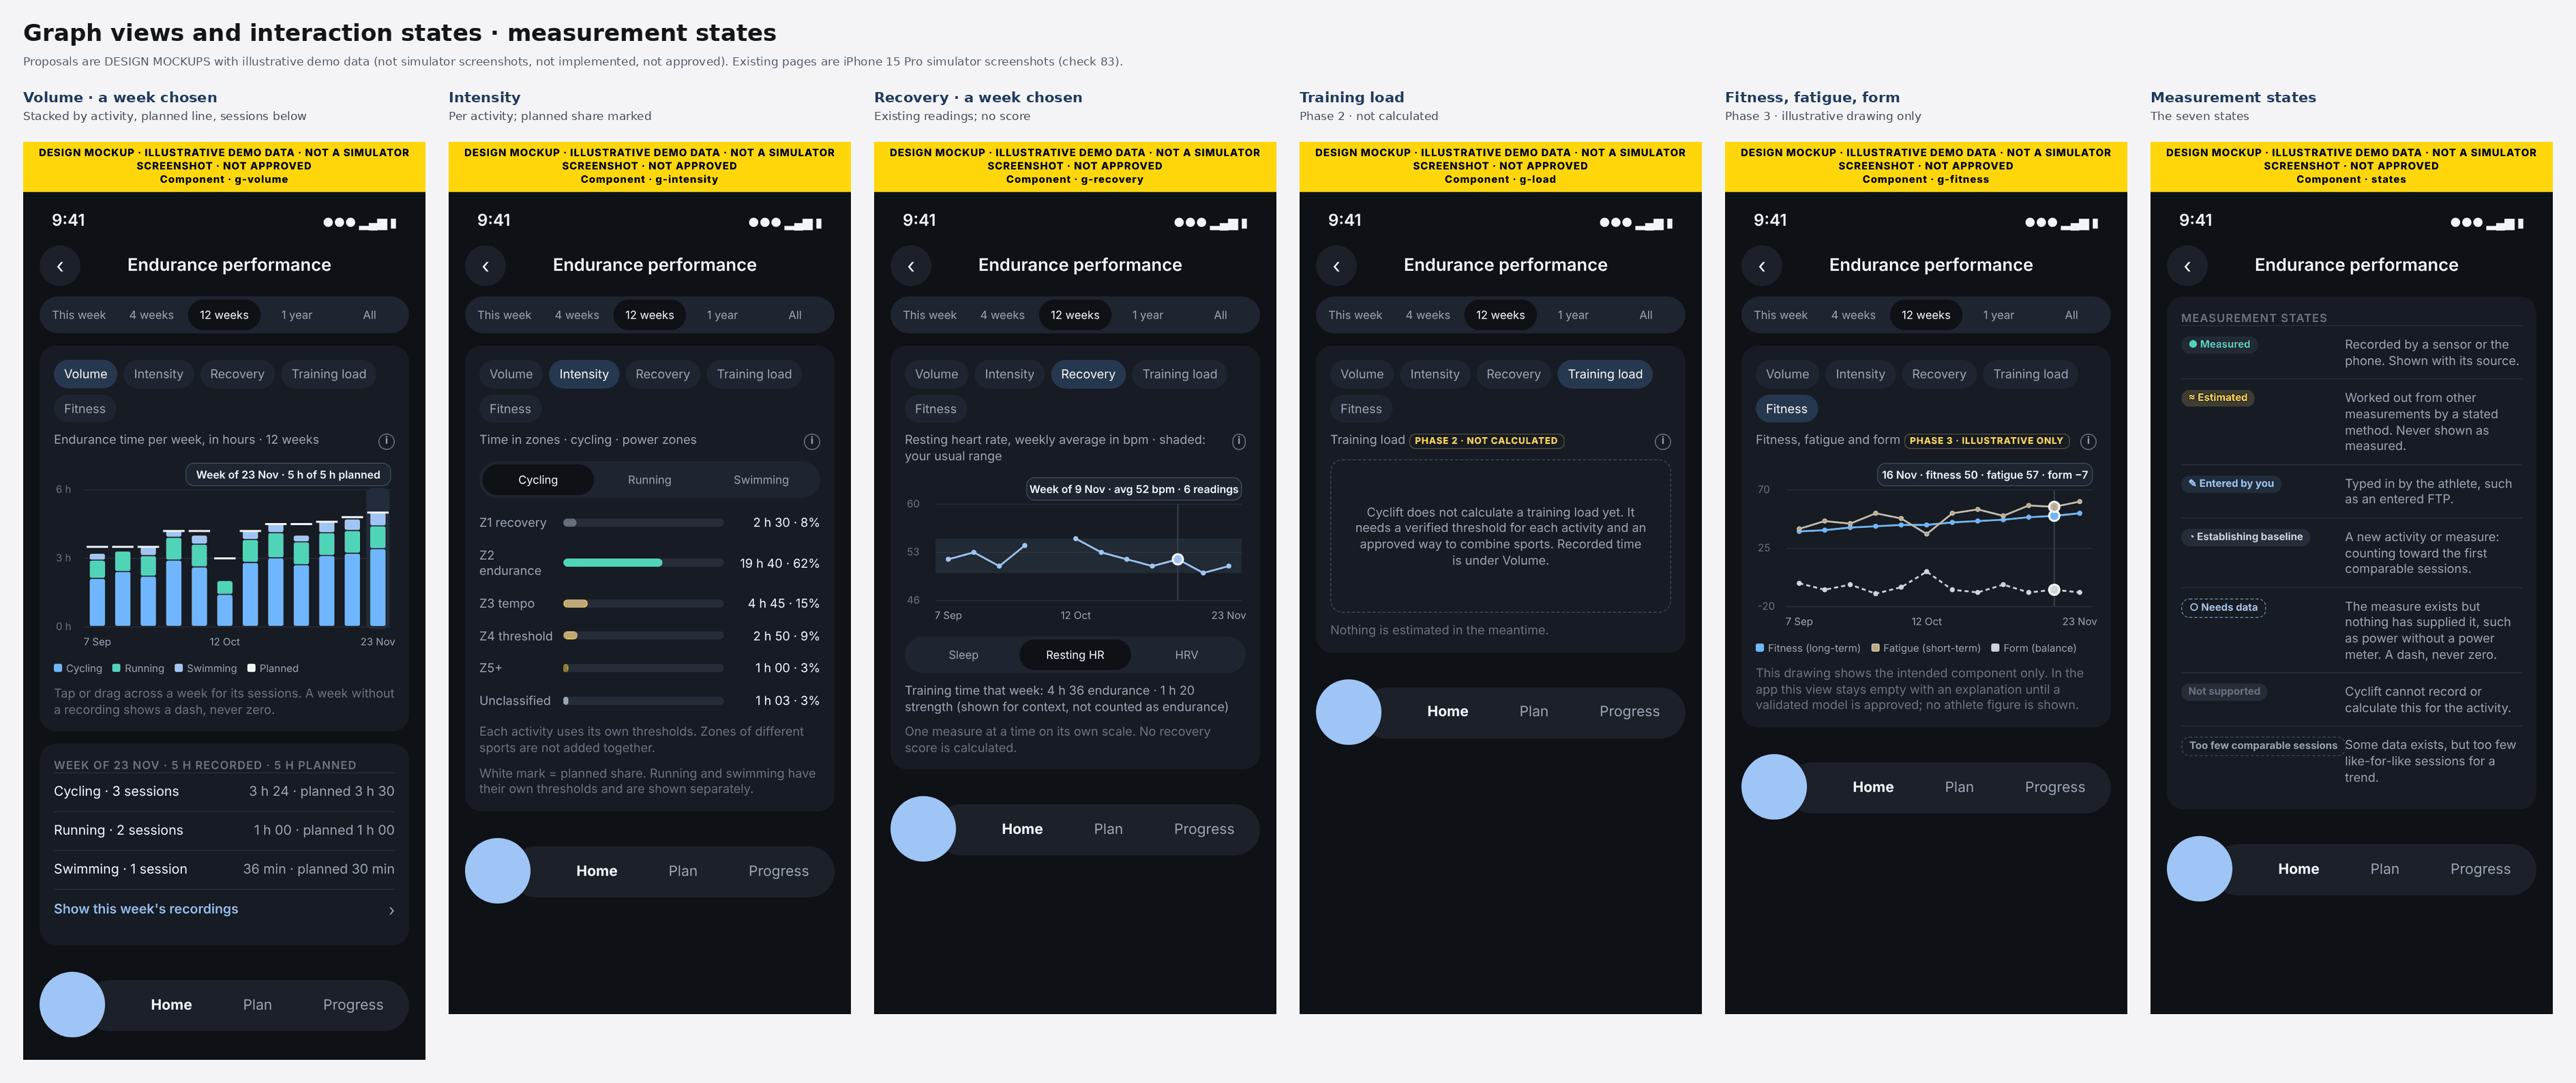 Graph views and interaction states · measurement states
Proposals are DESIGN MOCKUPS with illustrative demo data (not simulator screenshots, not implemented, not approved). Existing pages are iPhone 15 Pro simulator screenshots (check 83).
Volume · a week chosen
Stacked by activity, planned line, sessions below
DESIGN MOCKUP · ILLUSTRATIVE DEMO DATA · NOT A SIMULATOR
SCREENSHOT · NOT APPROVED
Component · g-volume
9:41
Endurance performance
This week 4 weeks 12 weeks 1 year All
Volume Intensity Recovery Training load
Fitness
Endurance time per week, in hours · 12 weeks
Week of 23 Nov · 5 h of 5 h planned
6 h
3 h
0 h
7 Sep 12 Oct 23 Nov
Cycling Running Swimming Planned
Tap or drag across a week for its sessions. A week without
a recording shows a dash, never zero.
WEEK OF 23 NOV · 5 H RECORDED · 5 H PLANNED
Cycling · 3 sessions 3 h 24 · planned 3 h 30
Running · 2 sessions 1 h 00 · planned 1 h 00
Swimming · 1 session 36 min · planned 30 min
Show this week's recordings ›
Home Plan Progress
Intensity
Per activity; planned share marked
DESIGN MOCKUP · ILLUSTRATIVE DEMO DATA · NOT A SIMULATOR
SCREENSHOT · NOT APPROVED
Component · g-intensity
9:41
Endurance performance
This week 4 weeks 12 weeks 1 year All
Volume Intensity Recovery Training load
Fitness
Time in zones · cycling · power zones
Cycling Running Swimming
Z1 recovery 2 h 30 · 8%
Z2
endurance 19 h 40 · 62%
Z3 tempo 4 h 45 · 15%
Z4 threshold 2 h 50 · 9%
Z5+ 1 h 00 · 3%
Unclassified 1 h 03 · 3%
Each activity uses its own thresholds. Zones of different
sports are not added together.
White mark = planned share. Running and swimming have
their own thresholds and are shown separately.
Home Plan Progress
Recovery · a week chosen
Existing readings; no score
DESIGN MOCKUP · ILLUSTRATIVE DEMO DATA · NOT A SIMULATOR
SCREENSHOT · NOT APPROVED
Component · g-recovery
9:41
Endurance performance
This week 4 weeks 12 weeks 1 year All
Volume Intensity Recovery Training load
Fitness
Resting heart rate, weekly average in bpm · shaded:
your usual range
Week of 9 Nov · avg 52 bpm · 6 readings
60
53
46
7 Sep 12 Oct 23 Nov
Sleep Resting HR HRV
Training time that week: 4 h 36 endurance · 1 h 20
strength (shown for context, not counted as endurance)
One measure at a time on its own scale. No recovery
score is calculated.
Home Plan Progress
Training load
Phase 2 · not calculated
DESIGN MOCKUP · ILLUSTRATIVE DEMO DATA · NOT A SIMULATOR
SCREENSHOT · NOT APPROVED
Component · g-load
9:41
Endurance performance
This week 4 weeks 12 weeks 1 year All
Volume Intensity Recovery Training load
Fitness
Training load PHASE 2 · NOT CALCULATED
Cyclift does not calculate a training load yet. It
needs a verified threshold for each activity and an
approved way to combine sports. Recorded time
is under Volume.
Nothing is estimated in the meantime.
Home Plan Progress
Fitness, fatigue, form
Phase 3 · illustrative drawing only
DESIGN MOCKUP · ILLUSTRATIVE DEMO DATA · NOT A SIMULATOR
SCREENSHOT · NOT APPROVED
Component · g-fitness
9:41
Endurance performance
This week 4 weeks 12 weeks 1 year All
Volume Intensity Recovery Training load
Fitness
Fitness, fatigue and form PHASE 3 · ILLUSTRATIVE ONLY
16 Nov · fitness 50 · fatigue 57 · form −7
70
25
-20
7 Sep 12 Oct 23 Nov
Fitness (long-term) Fatigue (short-term) Form (balance)
This drawing shows the intended component only. In the
app this view stays empty with an explanation until a
validated model is approved; no athlete figure is shown.
Home Plan Progress
Measurement states
The seven states
DESIGN MOCKUP · ILLUSTRATIVE DEMO DATA · NOT A SIMULATOR
SCREENSHOT · NOT APPROVED
Component · states
9:41
Endurance performance
MEASUREMENT STATES
● Measured Recorded by a sensor or the
phone. Shown with its source.
≈ Estimated Worked out from other
measurements by a stated
method. Never shown as
measured.
✎ Entered by you Typed in by the athlete, such
as an entered FTP.
Establishing baseline A new activity or measure:
counting toward the first
comparable sessions.
○ Needs data The measure exists but
nothing has supplied it, such
as power without a power
meter. A dash, never zero.
Not supported Cyclift cannot record or
calculate this for the activity.
Too few comparable sessions Some data exists, but too few
like-for-like sessions for a
trend.
Home Plan Progress